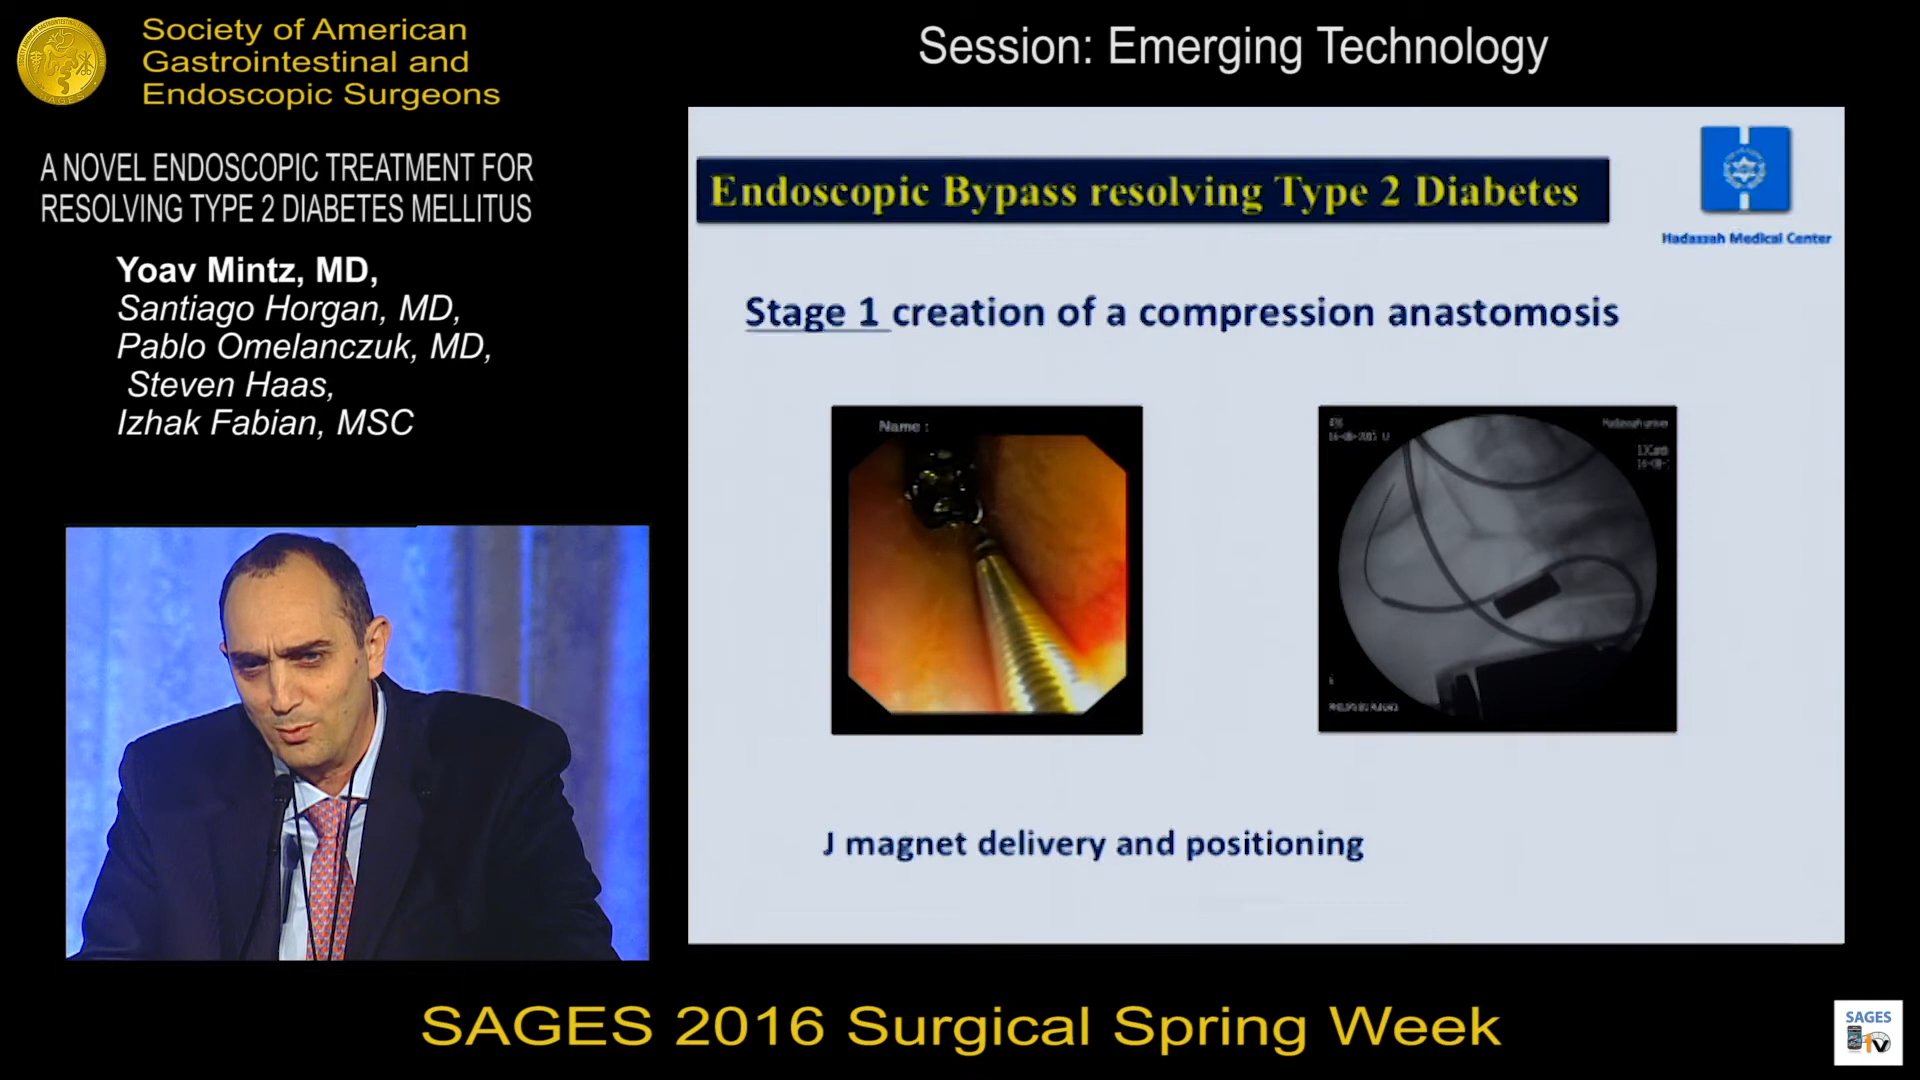 Society of American
Gastrointestinal and
Endoscopic Surgeons
Session: Emerging Technology
A NOVEL ENDOSCOPIC TREATMENT FOR
RESOLVING TYPE 2 DIABETES MELLITUS
Yoav Mintz, MD,
Santiago Horgan, MD,
Pablo Omelanczuk, MD,
Steven Haas,
Izhak Fabian, MSC
Endoscopic Bypass resolving Type 2 Diabetes
Hadassah Medical Center
Stage 1 creation of a compression anastomosis
Name :
J magnet delivery and positioning
SAGES 2016 Surgical Spring Week
SAGES
TV